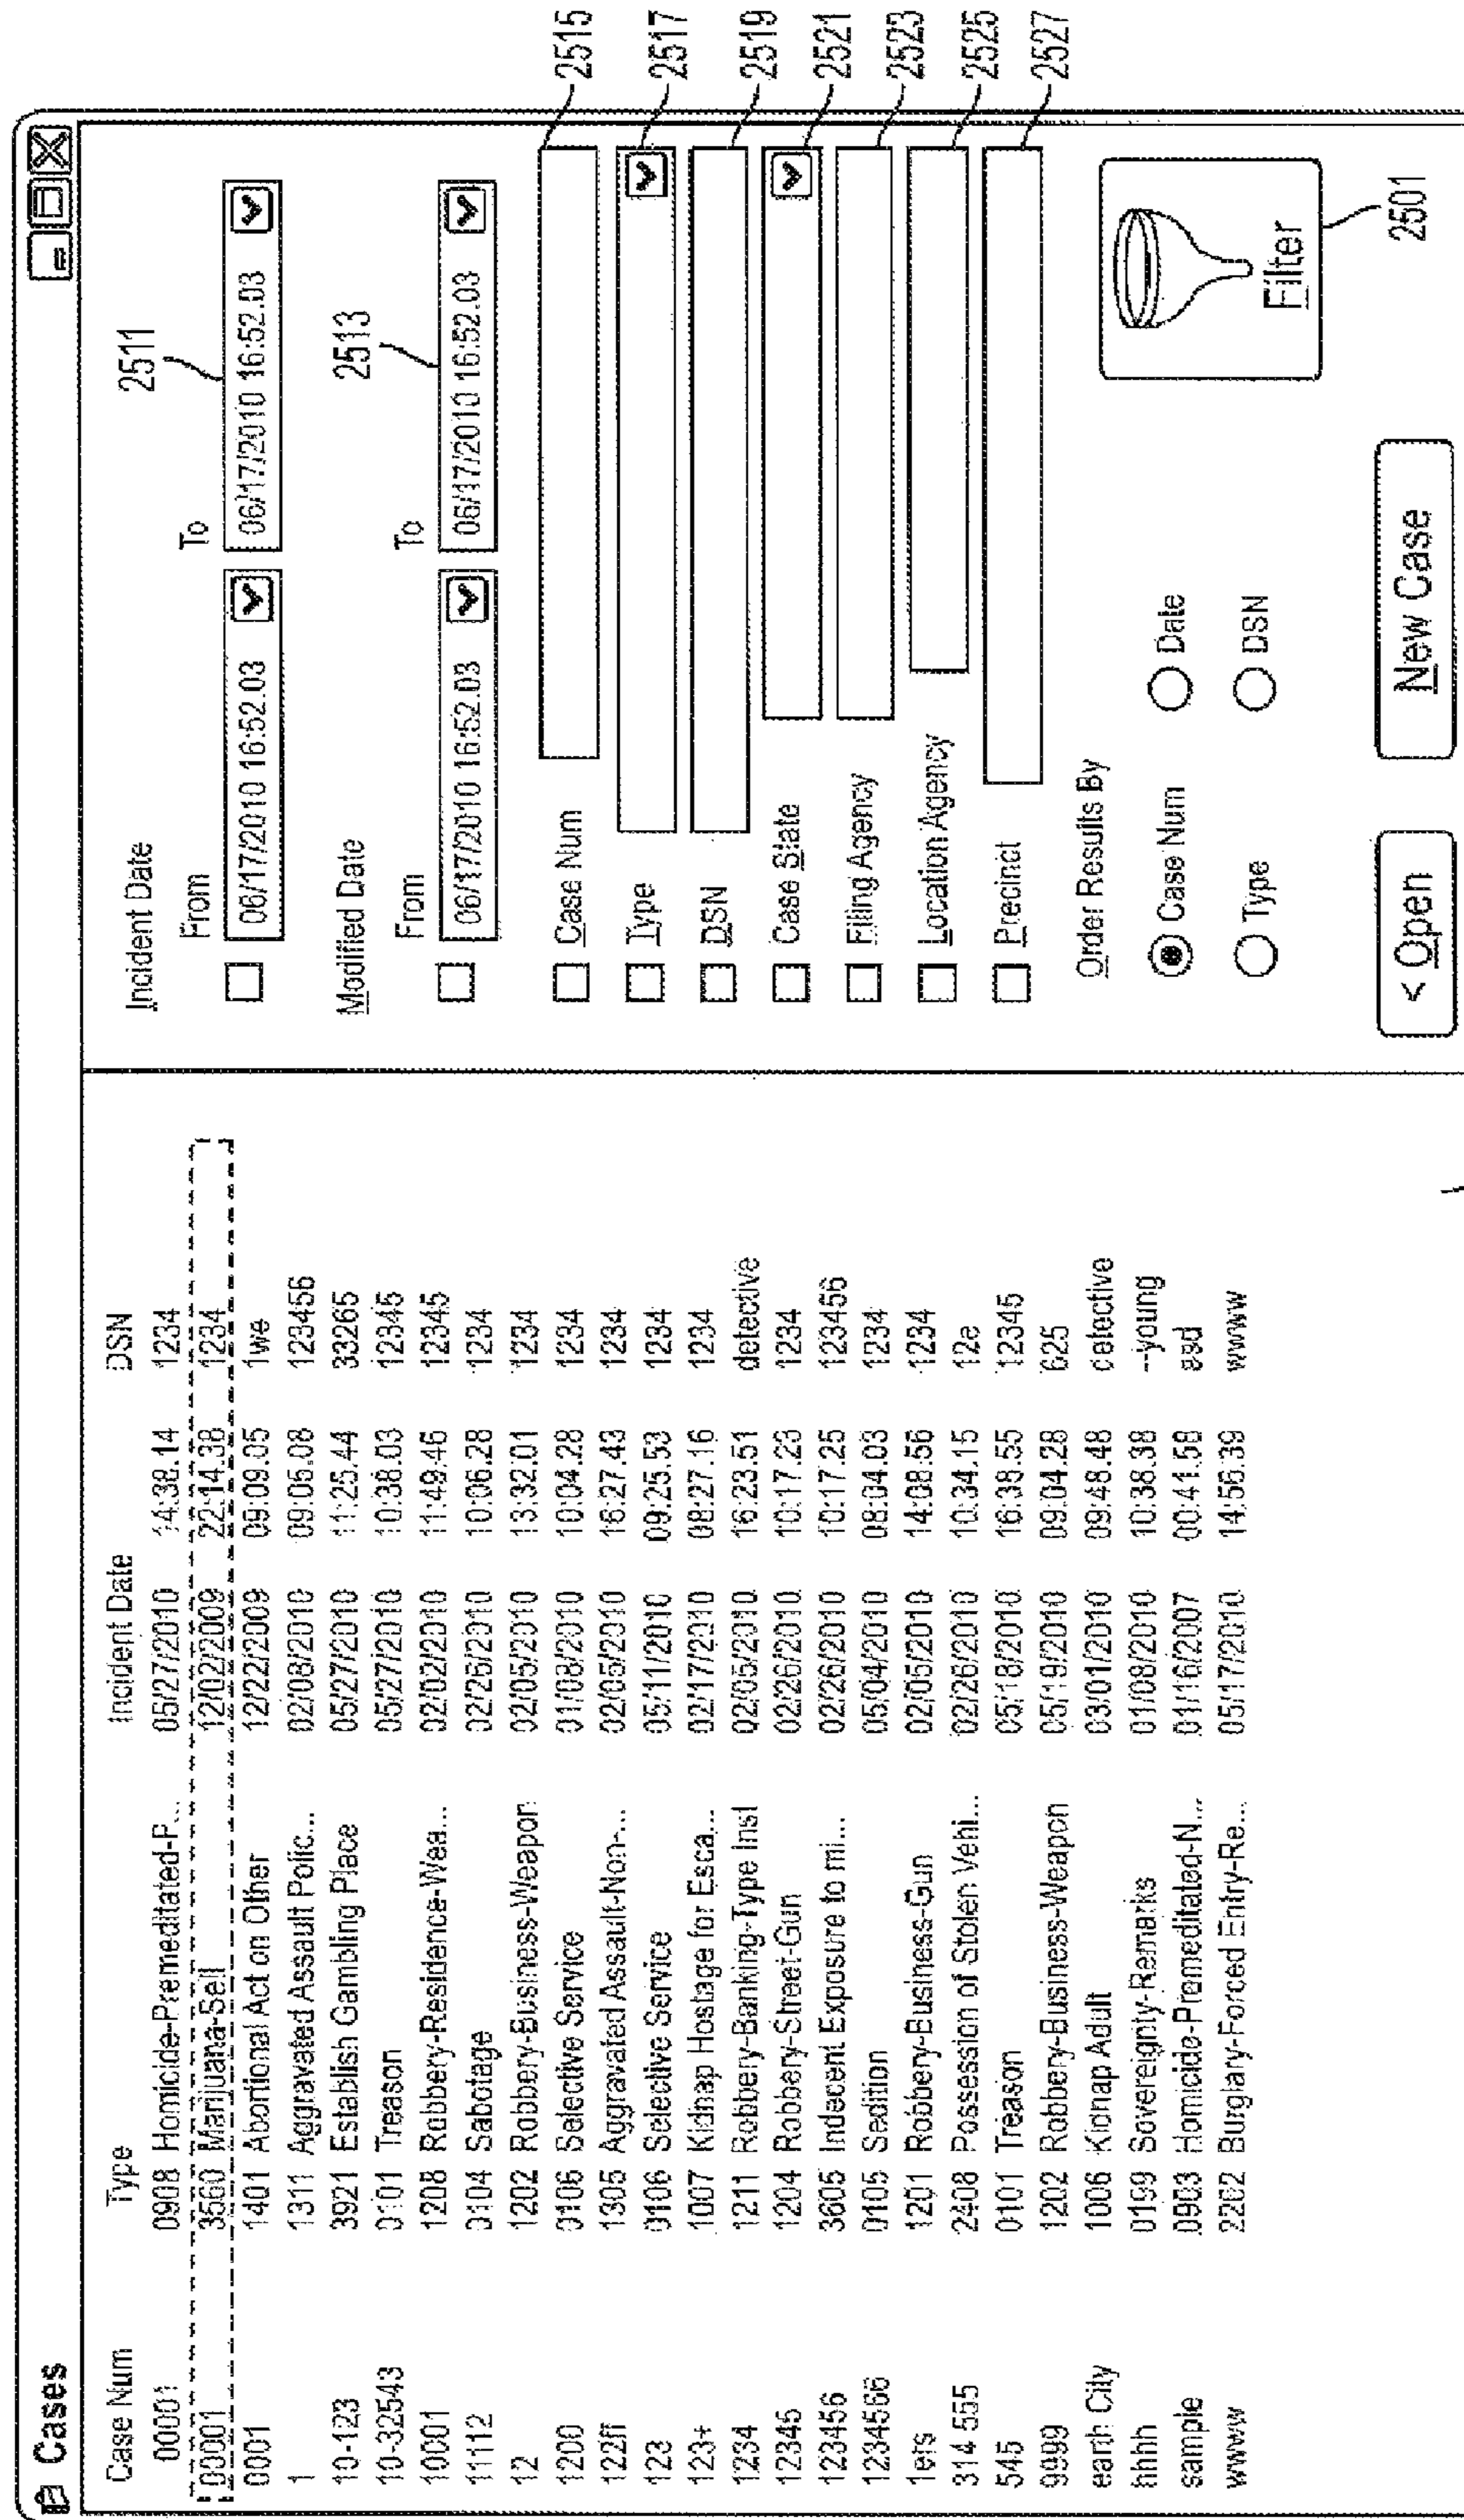 Cases
Case Num Type Incident Date DSN
00001 0908 Homicide-Premeditated-P... 05/27/2010 14:38.14 1234
00001 3560 Marijuana-Sell 12/02/2009 22:14.38 1234
0001 1401 Abortional Act on Other 12/22/2009 09:09.05 1we
1 1311 Aggravated Assault Polic... 02/08/2010 09:06.08 123456
10-123 3921 Establish Gambling Place 05/27/2010 11:25.44 33265
10-32543 0101 Treason 05/27/2010 10:38.03 12345
10001 1208 Robbery-Residence-Wea... 02/02/2010 11:49.46 12345
11112 0104 Sabotage 02/26/2010 10:06.28 1234
12 1202 Robbery-Business-Weapon 02/05/2010 13:32.01 1234
1200 0106 Selective Service 01/08/2010 10:04.28 1234
122ff 1305 Aggravated Assault-Non-... 02/05/2010 16:27.43 1234
123 0106 Selective Service 05/11/2010 09:25.53 1234
123+ 1007 Kidnap Hostage for Esca... 02/17/2010 08:27.16 1234
1234 1211 Robbery-Banking-Type Inst 02/05/2010 16:23.51 detective
12345 1204 Robbery-Street-Gun 02/26/2010 10:17.23 1234
123456 3605 Indecent Exposure to mi... 02/26/2010 10:17.25 123456
1234566 0105 Sedition 05/04/2010 08:04.03 1234
1ers 1201 Robbery-Business-Gun 02/05/2010 14:08.56 1234
314 555 2408 Possession of Stolen Vehi... 02/26/2010 10:34.15 12e
545 0101 Treason 05/18/2010 16:38.55 12345
9999 1202 Robbery-Business-Weapon 05/19/2010 09:04.28 625
earth City 1006 Kidnap Adult 03/01/2010 09:48.48 detective
hhhh 0199 Sovereignty-Remarks 01/08/2010 10:38.38 --young
sample 0903 Homicide-Premeditated-N... 01/16/2007 00:41.58
wwww 2202 Burglary-Forced Entry-Re... 05/17/2010 14:56.39 www
Incident Date
From To 2511
06/17/2010 16:52.03 06/17/2010 16:52.03
Modified Date
From To 2513
06/17/2010 16:52.03 06/17/2010 16:52.03
Case Num 2515
Type 2517
DSN 2519
Case State 2521
Filing Agency 2523
Location Agency 2525
Precinct 2527
Order Results By
Case Num Date
Type DSN
Filter
2501
< Open New Case